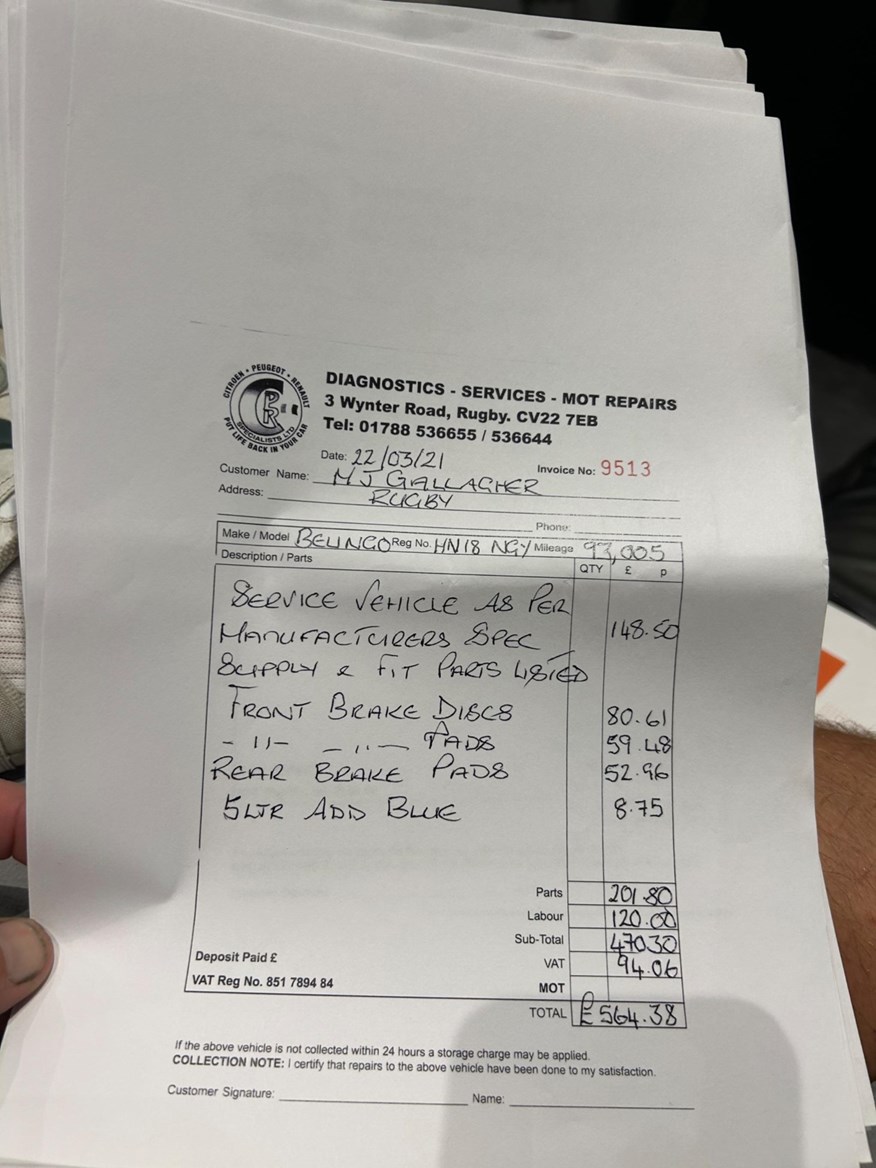 CITROEN • PEUGEOT • RENAULT
CPR
SPECIALISTS LTD
PUT LIFE BACK IN YOUR CAR
DIAGNOSTICS - SERVICES - MOT REPAIRS
3 Wynter Road, Rugby. CV22 7EB
Tel: 01788 536655 / 536644
Date: 22/03/21 Invoice No: 9513
Customer Name: MJ GALLAGHER
Address: RUGBY
Phone:
Make / Model BELINGO Reg No. HN18 NGY Mileage 93,005
Description / Parts QTY £ p
SERVICE VEHICLE AS PER
MANUFACTURERS SPEC 148.50
SUPPLY & FIT PARTS LISTED
FRONT BRAKE DISCS 80.61
-11- -11- PADS 59.48
REAR BRAKE PADS 52.96
5LTR ADD BLUE 8.75
Parts 201.80
Labour 120.00
Sub-Total 470.30
Deposit Paid £ VAT 94.06
VAT Reg No. 851 7894 84 MOT
TOTAL £564.38
If the above vehicle is not collected within 24 hours a storage charge may be applied.
COLLECTION NOTE: I certify that repairs to the above vehicle have been done to my satisfaction.
Customer Signature: Name: